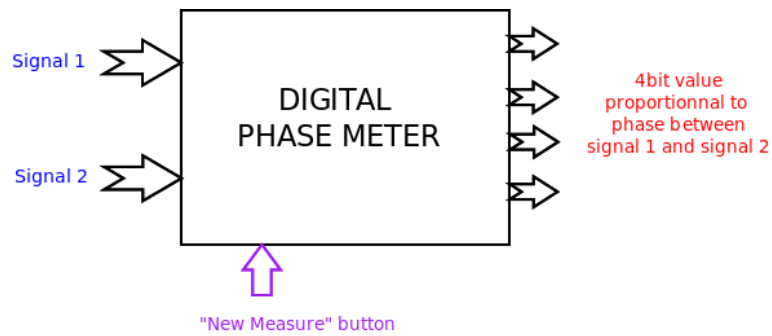 Signal 1
Signal 2
DIGITAL
PHASE METER
4bit value
proportionnal to
phase between
signal 1 and signal 2
"New Measure" button